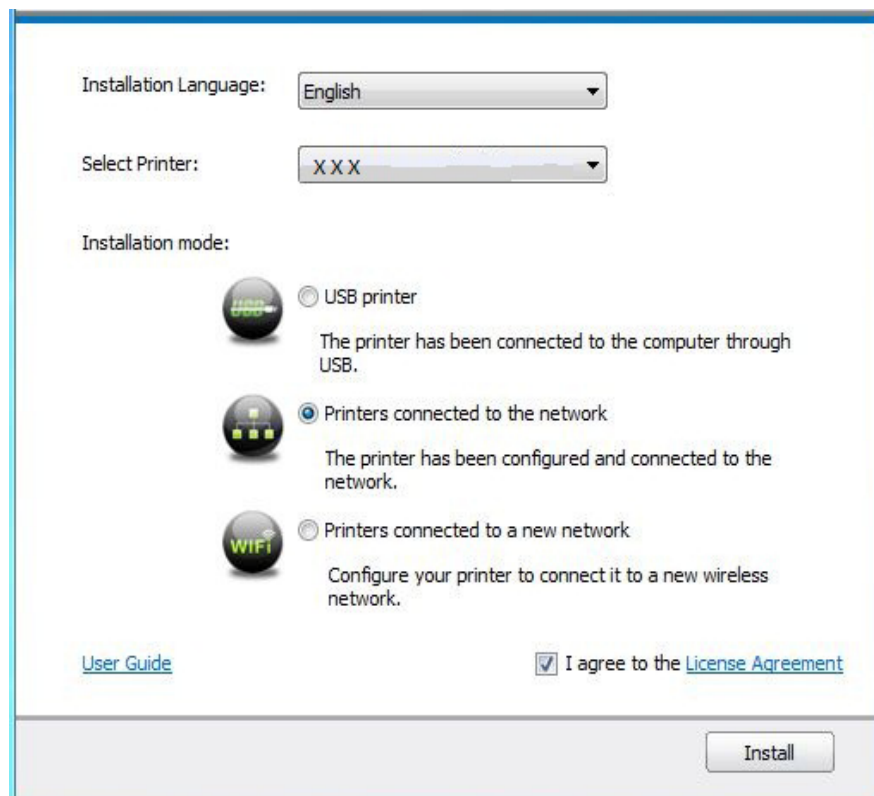 Installation Language:
English
Select Printer:
X X X
Installation mode:
USB
USB printer
The printer has been connected to the computer through
USB.
Printers connected to the network
The printer has been configured and connected to the
network.
WIFI
Printers connected to a new network
Configure your printer to connect it to a new wireless
network.
User Guide
I agree to the License Agreement
Install